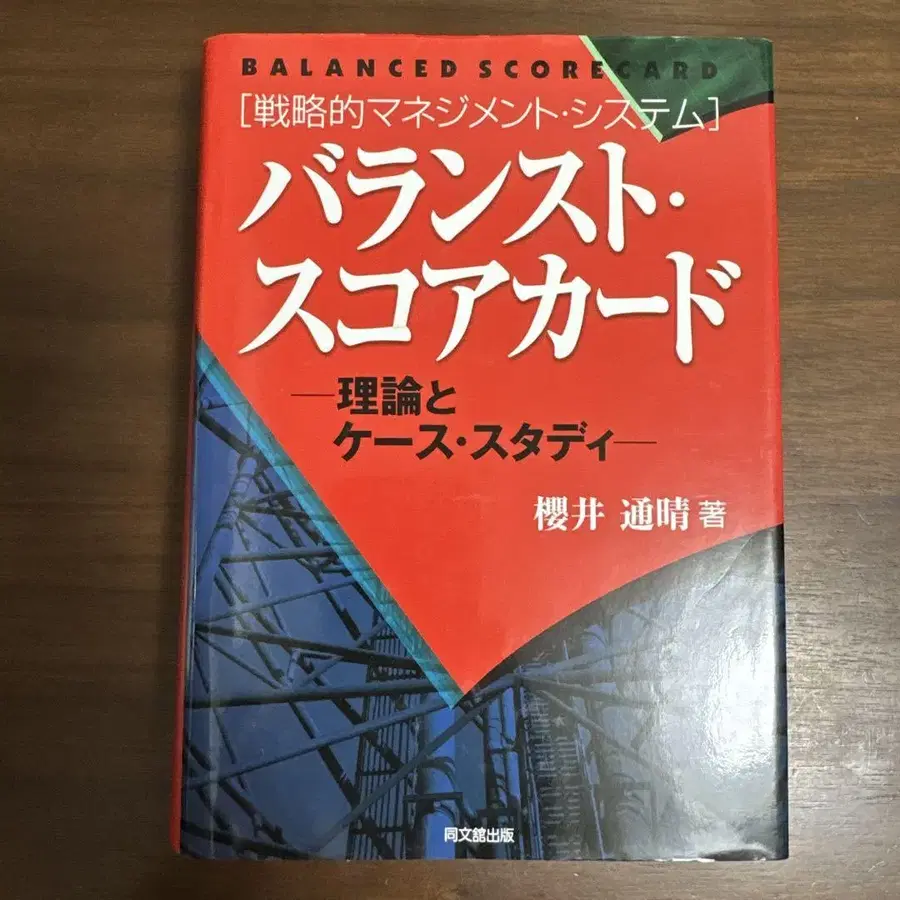 BALANCED SCORECARD
[戦略的マネジメント・システム]
バランスト・
スコアカード
―理論と
ケース・スタディ―
櫻井 通晴 著
同文舘出版